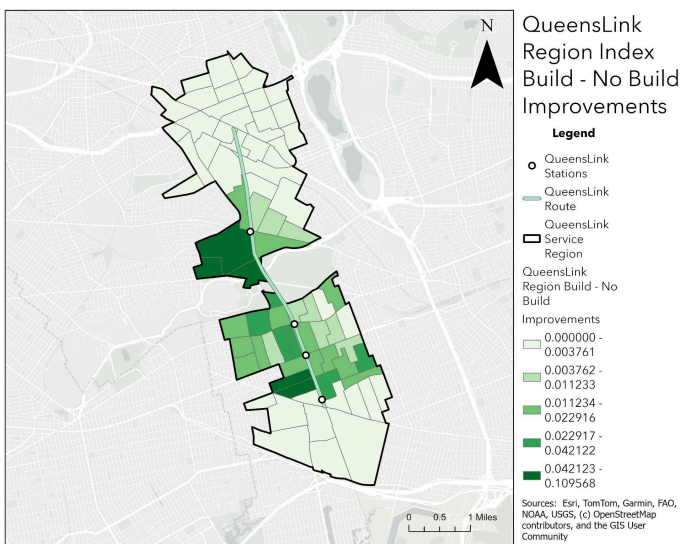 N
0 0.5 1 Miles
QueensLink
Region Index
Build - No Build
Improvements
Legend
QueensLink
Stations
QueensLink
Route
QueensLink
Service
Region
QueensLink
Region Build - No
Build
Improvements
0.000000 -
0.003761
0.003762 -
0.011233
0.011234 -
0.022916
0.022917 -
0.042122
0.042123 -
0.109568
Sources: Esri, TomTom, Garmin, FAO,
NOAA, USGS, (c) OpenStreetMap
contributors, and the GIS User
Community